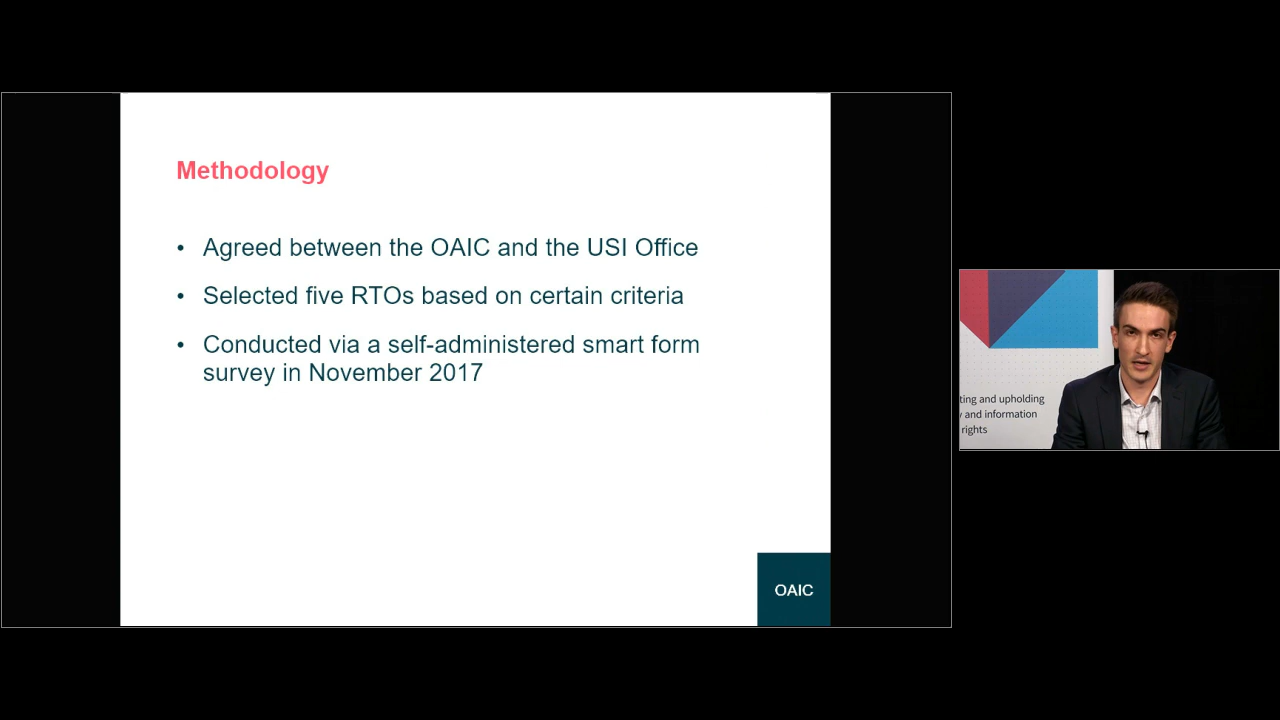 Methodology
• Agreed between the OAIC and the USI Office
• Selected five RTOs based on certain criteria
• Conducted via a self-administered smart form
survey in November 2017
OAIC
ting and upholding
and information
rights